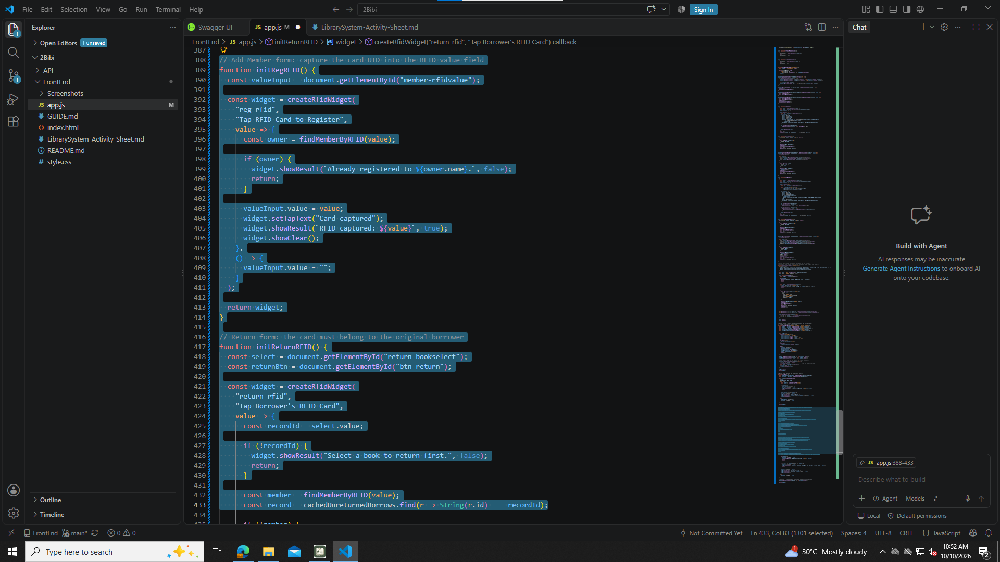 File Edit Selection View Go Run Terminal Help
2Bibi
Sign In
Explorer
Open Editors 1 unsaved
2Bibi
API
FrontEnd
Screenshots
JS app.js M
GUIDE.md
index.html
LibrarySystem-Activity-Sheet.md
README.md
style.css
Outline
Timeline
Swagger UI
JS app.js M
LibrarySystem-Activity-Sheet.md
FrontEnd > JS app.js > initReturnRFID > widget > createRfidWidget("return-rfid", "Tap Borrower's RFID Card") callback
387
388 // Add Member form: capture the card UID into the RFID value field
389 function initRegRFID() {
390 const valueInput = document.getElementById("member-rfidvalue");
391
392 const widget = createRfidWidget(
393 "reg-rfid",
394 "Tap RFID Card to Register",
395 value => {
396 const owner = findMemberByRFID(value);
397
398 if (owner) {
399 widget.showResult(`Already registered to ${owner.name}.`, false);
400 return;
401 }
402
403 valueInput.value = value;
404 widget.setTapText("Card captured");
405 widget.showResult(`RFID captured: ${value}`, true);
406 widget.showClear();
407 },
408 () => {
409 valueInput.value = "";
410 }
411 );
412
413 return widget;
414 }
415
416 // Return form: the card must belong to the original borrower
417 function initReturnRFID() {
418 const select = document.getElementById("return-bookselect");
419 const returnBtn = document.getElementById("btn-return");
420
421 const widget = createRfidWidget(
422 "return-rfid",
423 "Tap Borrower's RFID Card",
424 value => {
425 const recordId = select.value;
426
427 if (!recordId) {
428 widget.showResult("Select a book to return first.", false);
429 return;
430 }
431
432 const member = findMemberByRFID(value);
433 const record = cachedUnreturnedBorrows.find(r => String(r.id) === recordId);
434
435 if (!member) {
Chat
Build with Agent
AI responses may be inaccurate
Generate Agent Instructions to onboard AI
onto your codebase.
JS app.js:388-433
Describe what to build
Agent Models
Local Default permissions
FrontEnd main* 0 0
Not Committed Yet Ln 433, Col 83 (1301 selected) Spaces: 4 UTF-8 CRLF { } JavaScript
Type here to search
1 30°C Mostly cloudy
10:52 AM
10/10/2026
2